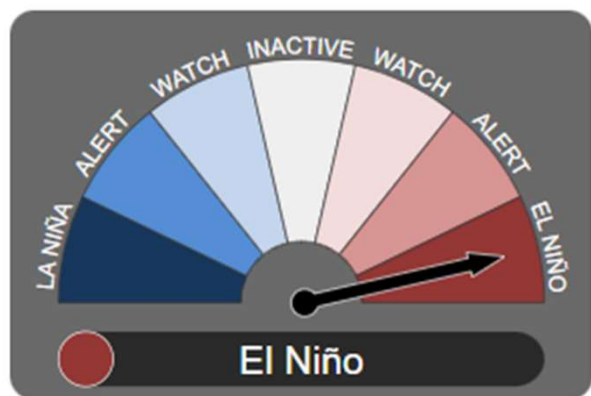 LA NIÑA
ALERT
WATCH
INACTIVE
WATCH
ALERT
EL NIÑO
El Niño